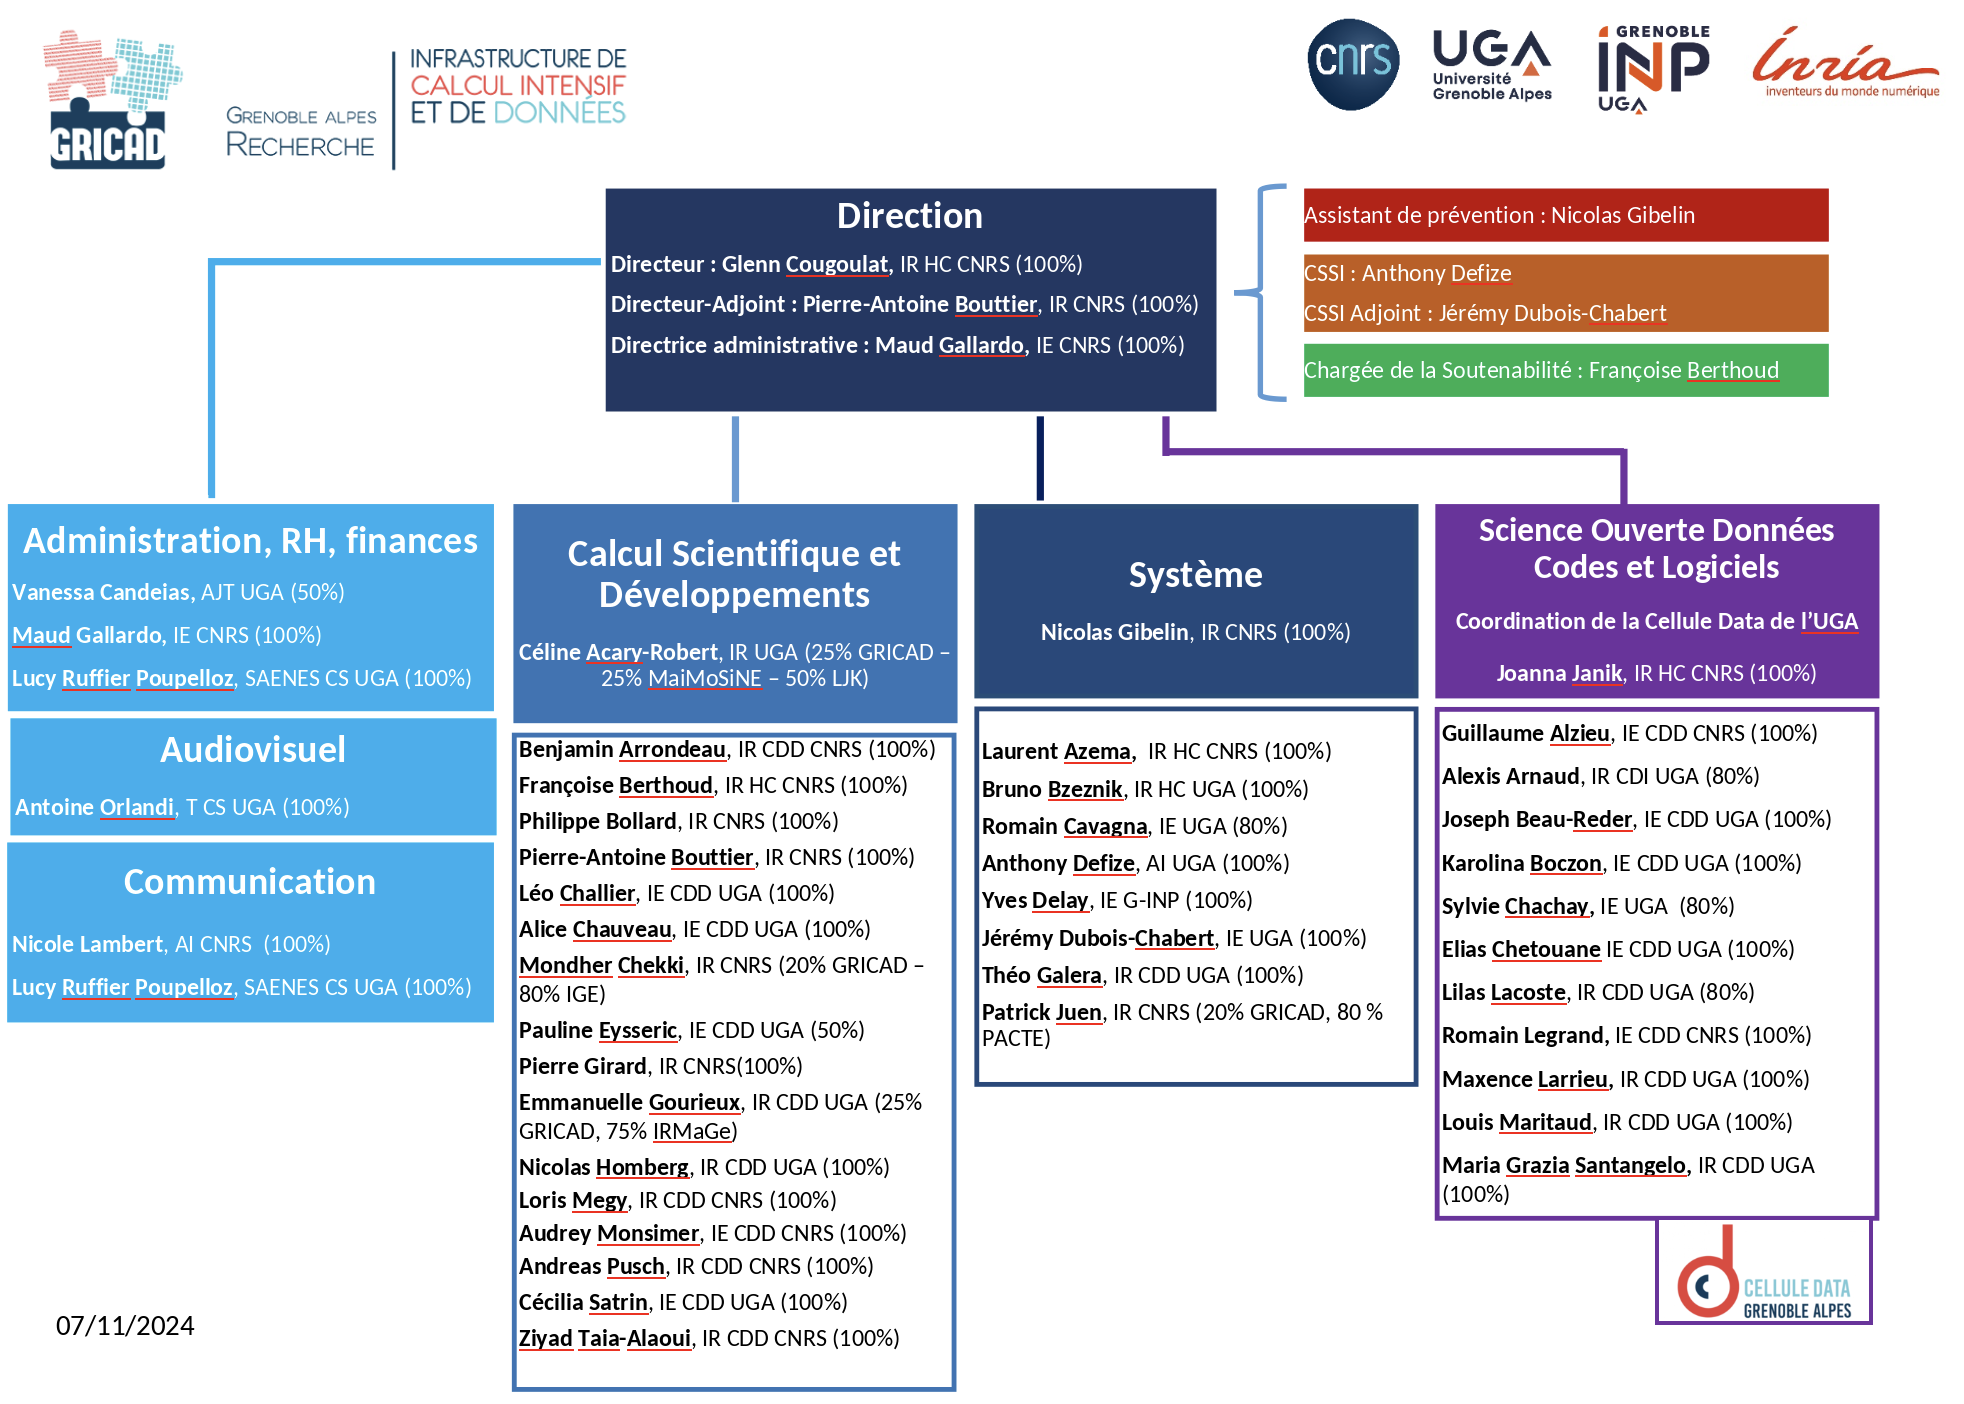 GRICAD
GRENOBLE ALPES
RECHERCHE
INFRASTRUCTURE DE
CALCUL INTENSIF
ET DE DONNÉES
cnrs
UGA
Université
Grenoble Alpes
GRENOBLE
INP
UGA
Inria
inventeurs du monde numérique
Direction
Directeur : Glenn Cougoulat, IR HC CNRS (100%)
Directeur-Adjoint : Pierre-Antoine Bouttier, IR CNRS (100%)
Directrice administrative : Maud Gallardo, IE CNRS (100%)
Assistant de prévention : Nicolas Gibelin
CSSI : Anthony Defize
CSSI Adjoint : Jérémy Dubois-Chabert
Chargée de la Soutenabilité : Françoise Berthoud
Administration, RH, finances
Vanessa Candeias, AJT UGA (50%)
Maud Gallardo, IE CNRS (100%)
Lucy Ruffier Poupelloz, SAENES CS UGA (100%)
Audiovisuel
Antoine Orlandi, T CS UGA (100%)
Communication
Nicole Lambert, AI CNRS  (100%)
Lucy Ruffier Poupelloz, SAENES CS UGA (100%)
Calcul Scientifique et
Développements
Céline Acary-Robert, IR UGA (25% GRICAD –
25% MaiMoSiNE – 50% LJK)
Benjamin Arrondeau, IR CDD CNRS (100%)
Françoise Berthoud, IR HC CNRS (100%)
Philippe Bollard, IR CNRS (100%)
Pierre-Antoine Bouttier, IR CNRS (100%)
Léo Challier, IE CDD UGA (100%)
Alice Chauveau, IE CDD UGA (100%)
Mondher Chekki, IR CNRS (20% GRICAD –
80% IGE)
Pauline Eysseric, IE CDD UGA (50%)
Pierre Girard, IR CNRS(100%)
Emmanuelle Gourieux, IR CDD UGA (25%
GRICAD, 75% IRMaGe)
Nicolas Homberg, IR CDD UGA (100%)
Loris Megy, IR CDD CNRS (100%)
Audrey Monsimer, IE CDD CNRS (100%)
Andreas Pusch, IR CDD CNRS (100%)
Cécilia Satrin, IE CDD UGA (100%)
Ziyad Taia-Alaoui, IR CDD CNRS (100%)
Système
Nicolas Gibelin, IR CNRS (100%)
Laurent Azema,  IR HC CNRS (100%)
Bruno Bzeznik, IR HC UGA (100%)
Romain Cavagna, IE UGA (80%)
Anthony Defize, AI UGA (100%)
Yves Delay, IE G-INP (100%)
Jérémy Dubois-Chabert, IE UGA (100%)
Théo Galera, IR CDD UGA (100%)
Patrick Juen, IR CNRS (20% GRICAD, 80 %
PACTE)
Science Ouverte Données
Codes et Logiciels
Coordination de la Cellule Data de l’UGA
Joanna Janik, IR HC CNRS (100%)
Guillaume Alzieu, IE CDD CNRS (100%)
Alexis Arnaud, IR CDI UGA (80%)
Joseph Beau-Reder, IE CDD UGA (100%)
Karolina Boczon, IE CDD UGA (100%)
Sylvie Chachay, IE UGA  (80%)
Elias Chetouane IE CDD UGA (100%)
Lilas Lacoste, IR CDD UGA (80%)
Romain Legrand, IE CDD CNRS (100%)
Maxence Larrieu, IR CDD UGA (100%)
Louis Maritaud, IR CDD UGA (100%)
Maria Grazia Santangelo, IR CDD UGA
(100%)
CELLULE DATA
GRENOBLE ALPES
07/11/2024